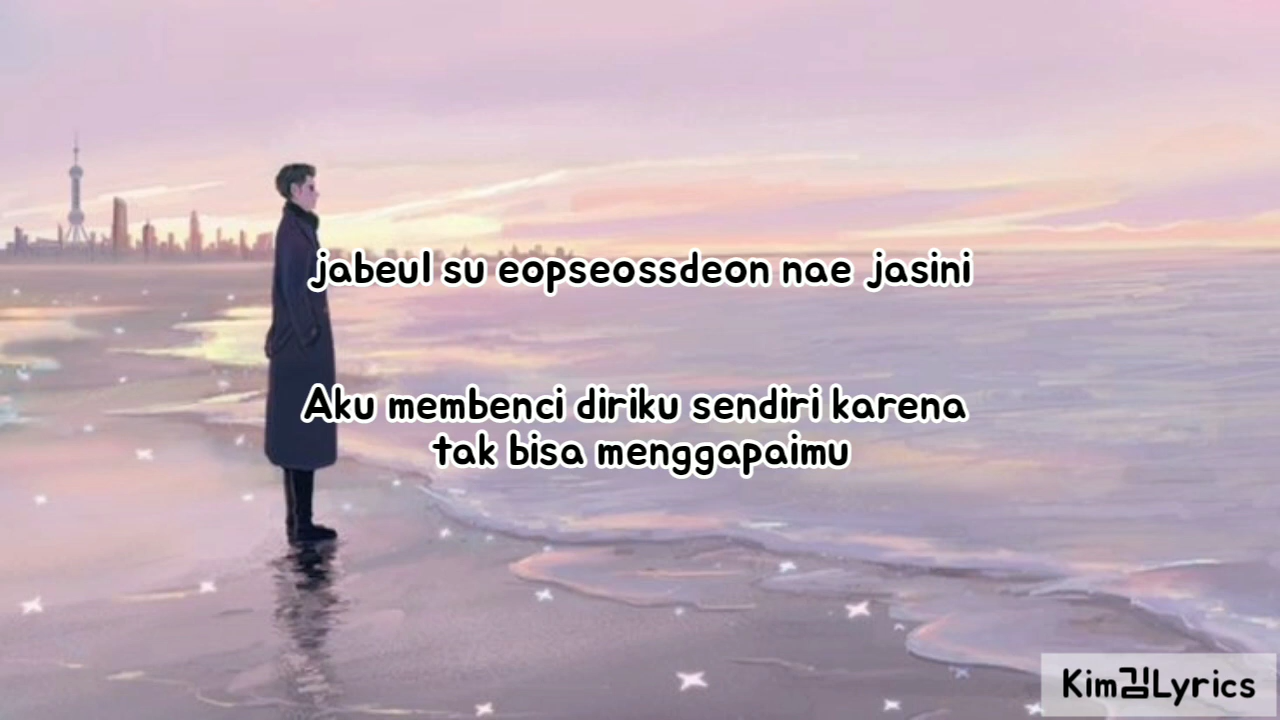 jabeul su eopseossdeon nae jasini
Aku membenci diriku sendiri karena
tak bisa menggapaimu
Kim김Lyrics